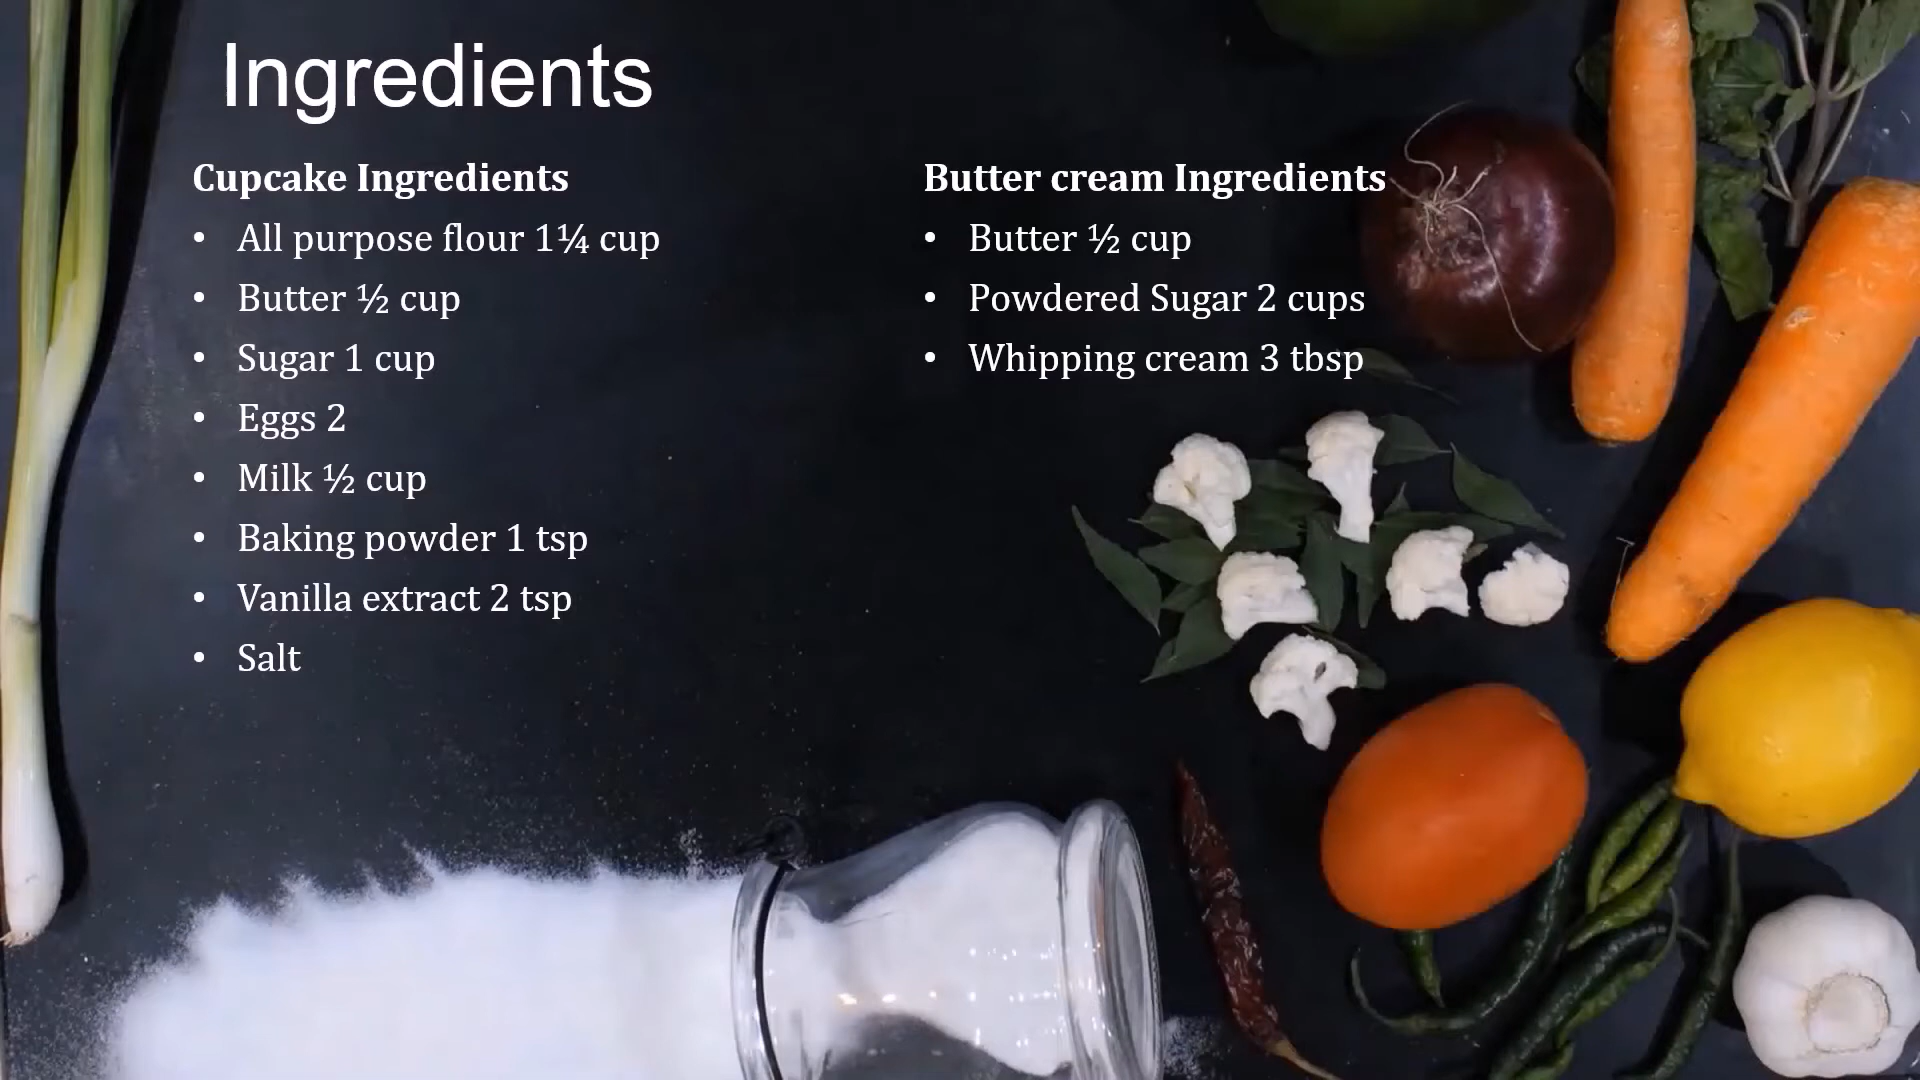 Ingredients
Cupcake Ingredients
• All purpose flour 1¼ cup
• Butter ½ cup
• Sugar 1 cup
• Eggs 2
• Milk ½ cup
• Baking powder 1 tsp
• Vanilla extract 2 tsp
• Salt
Butter cream Ingredients
• Butter ½ cup
• Powdered Sugar 2 cups
• Whipping cream 3 tbsp